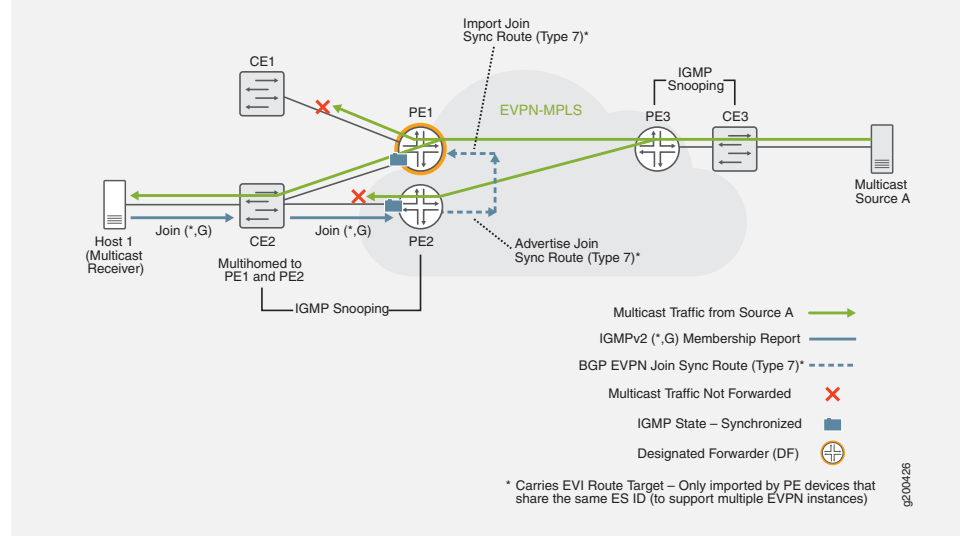 Import Join
Sync Route (Type 7)*
CE1
IGMP
Snooping
PE1
EVPN-MPLS
PE3
CE3
Multicast
Source A
Join (*,G)
Join (*,G)
Host 1
(Multicast
Receiver)
CE2
PE2
Advertise Join
Sync Route (Type 7)*
Multihomed to
PE1 and PE2
IGMP Snooping
Multicast Traffic from Source A
IGMPv2 (*,G) Membership Report
BGP EVPN Join Sync Route (Type 7)*
Multicast Traffic Not Forwarded
IGMP State – Synchronized
Designated Forwarder (DF)
* Carries EVI Route Target – Only imported by PE devices that
share the same ES ID (to support multiple EVPN instances)
g200426